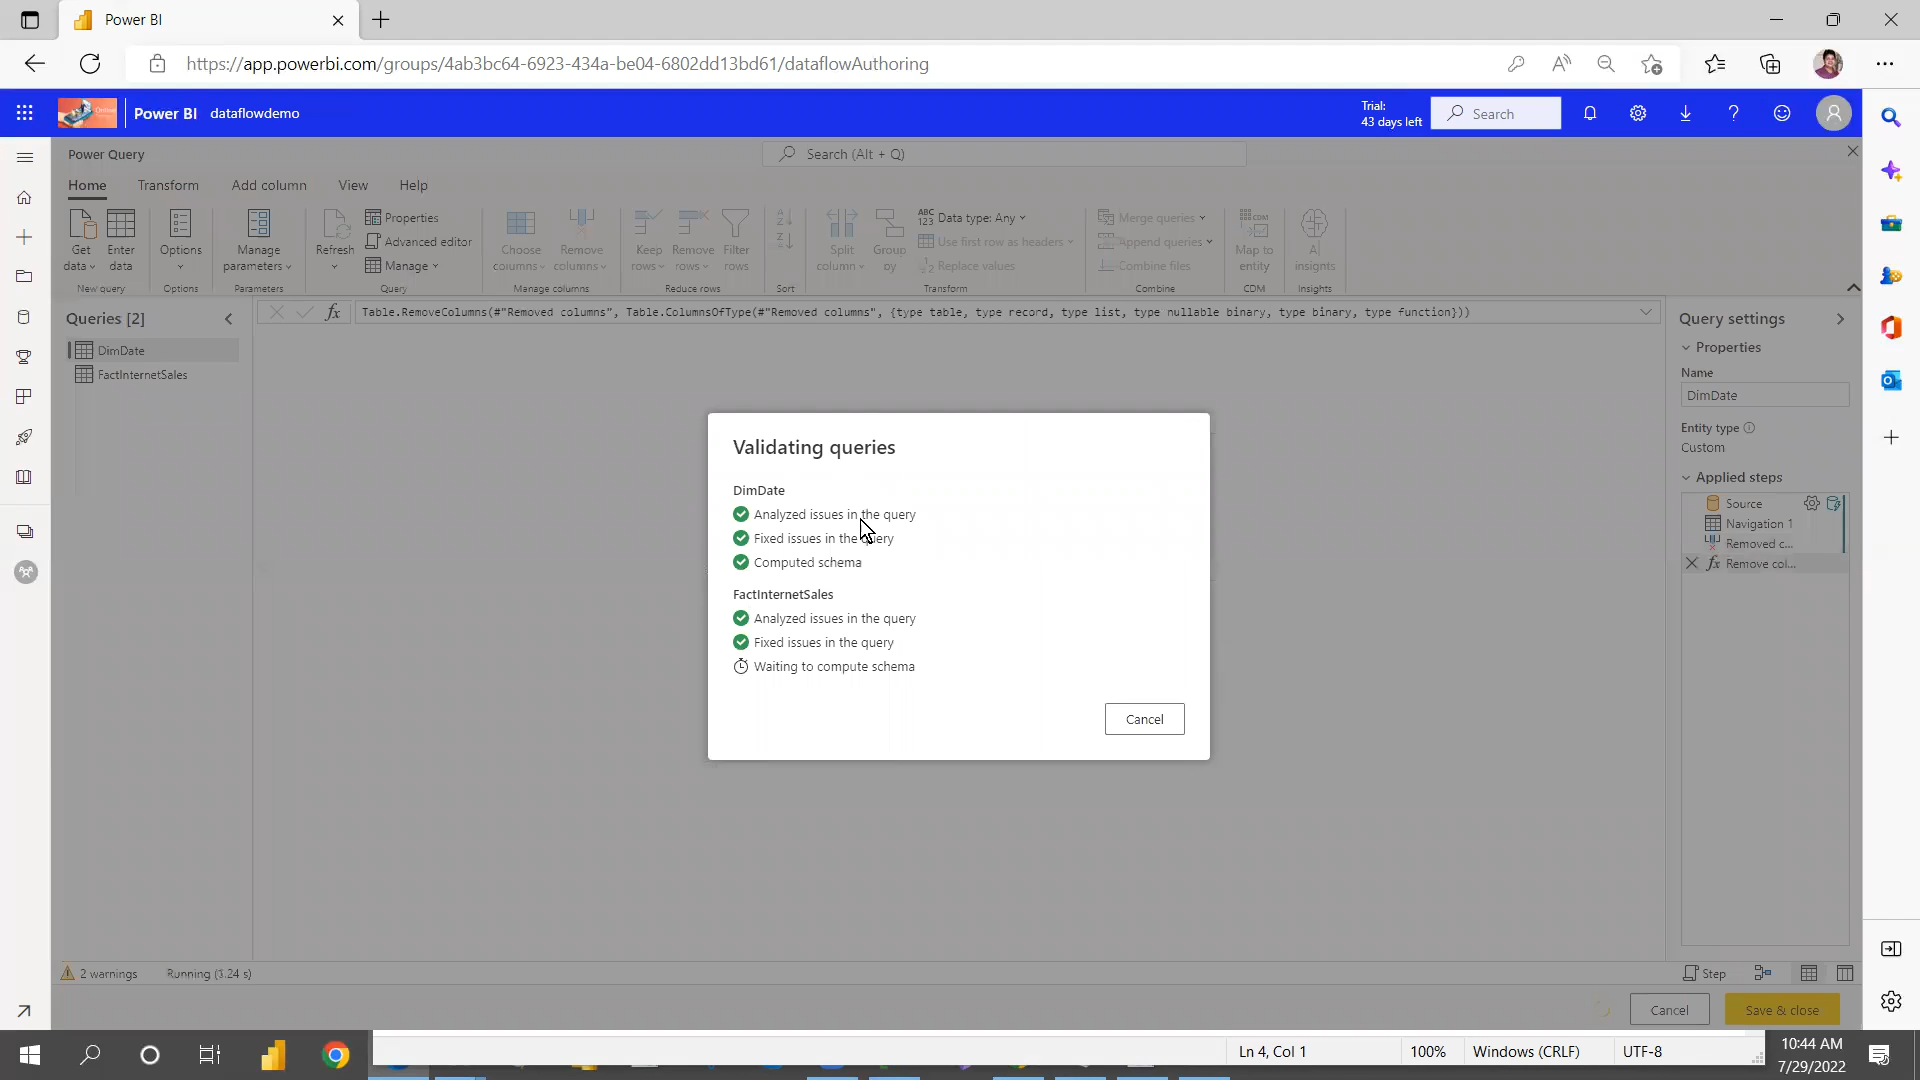 Power BI
https://app.powerbi.com/groups/4ab3bc64-6923-434a-be04-6802dd13bd61/dataflowAuthoring
Power BI dataflowdemo
Trial:
43 days left
Search
Power Query
Search (Alt + Q)
Home Transform Add column View Help
Get data
Enter data
New query
Options
Options
Manage parameters
Parameters
Refresh
Properties
Advanced editor
Manage
Query
Choose columns
Remove columns
Manage columns
Keep rows
Remove rows
Filter rows
Reduce rows
Sort
Split column
Group by
Data type: Any
Use first row as headers
Replace values
Transform
Merge queries
Append queries
Combine files
Combine
Map to entity
CDM
AI insights
Insights
Queries [2]
DimDate
FactInternetSales
Table.RemoveColumns(#"Removed columns", Table.ColumnsOfType(#"Removed columns", {type table, type record, type list, type nullable binary, type binary, type function}))
Query settings
Properties
Name
DimDate
Entity type
Custom
Applied steps
Source
Navigation 1
Removed c...
Remove col...
Validating queries
DimDate
Analyzed issues in the query
Fixed issues in the query
Computed schema
FactInternetSales
Analyzed issues in the query
Fixed issues in the query
Waiting to compute schema
Cancel
2 warnings
Step
Cancel
Save & close
Ln 4, Col 1
100%
Windows (CRLF)
UTF-8
10:44 AM
7/29/2022